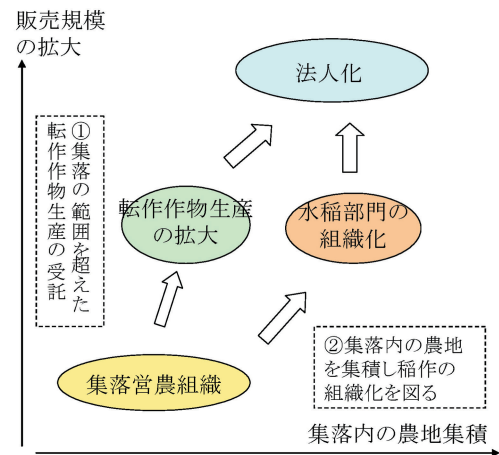 販売規模
の拡大
法人化
①集落の範囲を超えた
転作作物生産の受託
転作作物生産
の拡大
水稲部門の
組織化
②集落内の農地
を集積し稲作の
組織化を図る
集落営農組織
集落内の農地集積